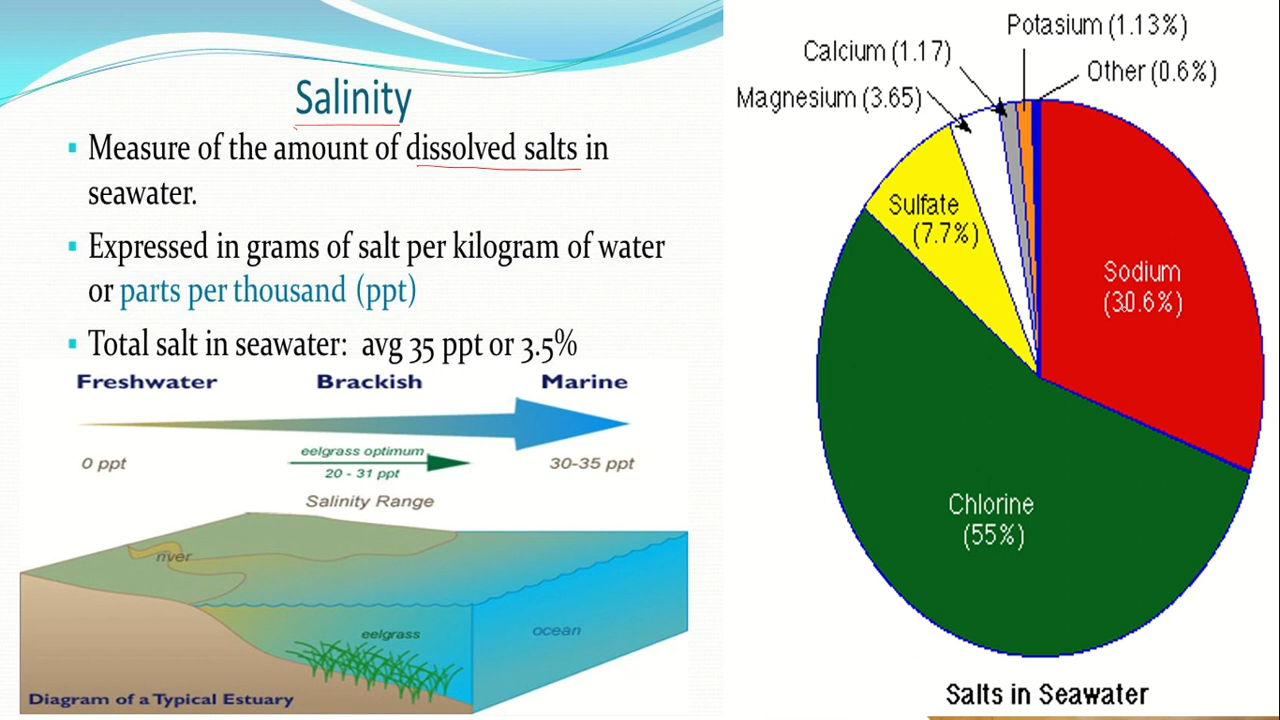 Salinity
▪ Measure of the amount of dissolved salts in
seawater.
▪ Expressed in grams of salt per kilogram of water
or parts per thousand (ppt)
▪ Total salt in seawater: avg 35 ppt or 3.5%
Freshwater Brackish Marine
eelgrass optimum
0 ppt 20 - 31 ppt 30-35 ppt
Salinity Range
river
eelgrass ocean
Diagram of a Typical Estuary
Potasium (1.13%)
Calcium (1.17)
Other (0.6%)
Magnesium (3.65)
Sulfate
(7.7%)
Sodium
(30.6%)
Chlorine
(55%)
Salts in Seawater